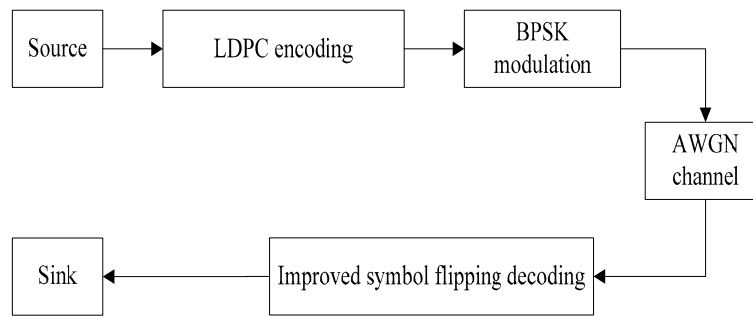 Source
LDPC encoding
BPSK
modulation
AWGN
channel
Improved symbol flipping decoding
Sink